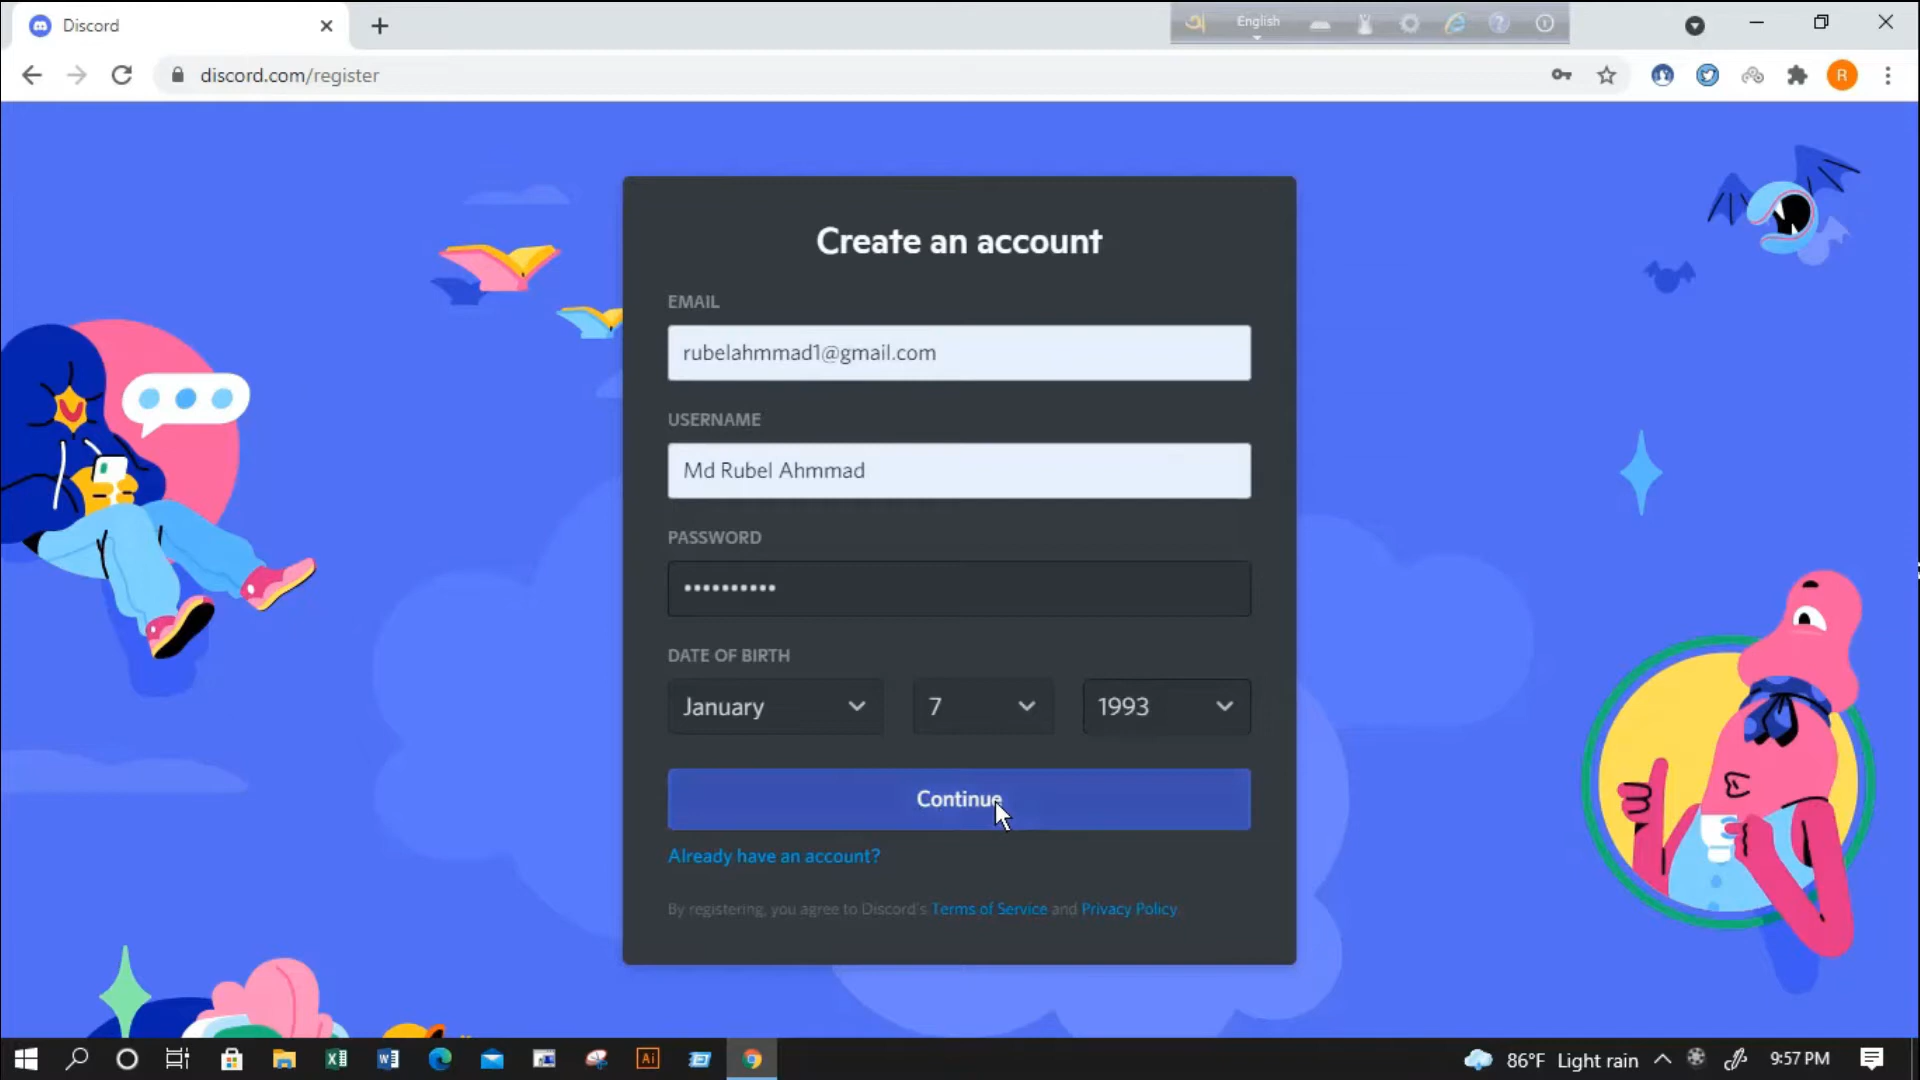 Discord
English
discord.com/register
R
Create an account
EMAIL
rubelahmmad1@gmail.com
USERNAME
Md Rubel Ahmmad
PASSWORD
••••••••••
DATE OF BIRTH
January 7 1993
Continue
Already have an account?
By registering, you agree to Discord's Terms of Service and Privacy Policy.
Ai
86°F Light rain 9:57 PM